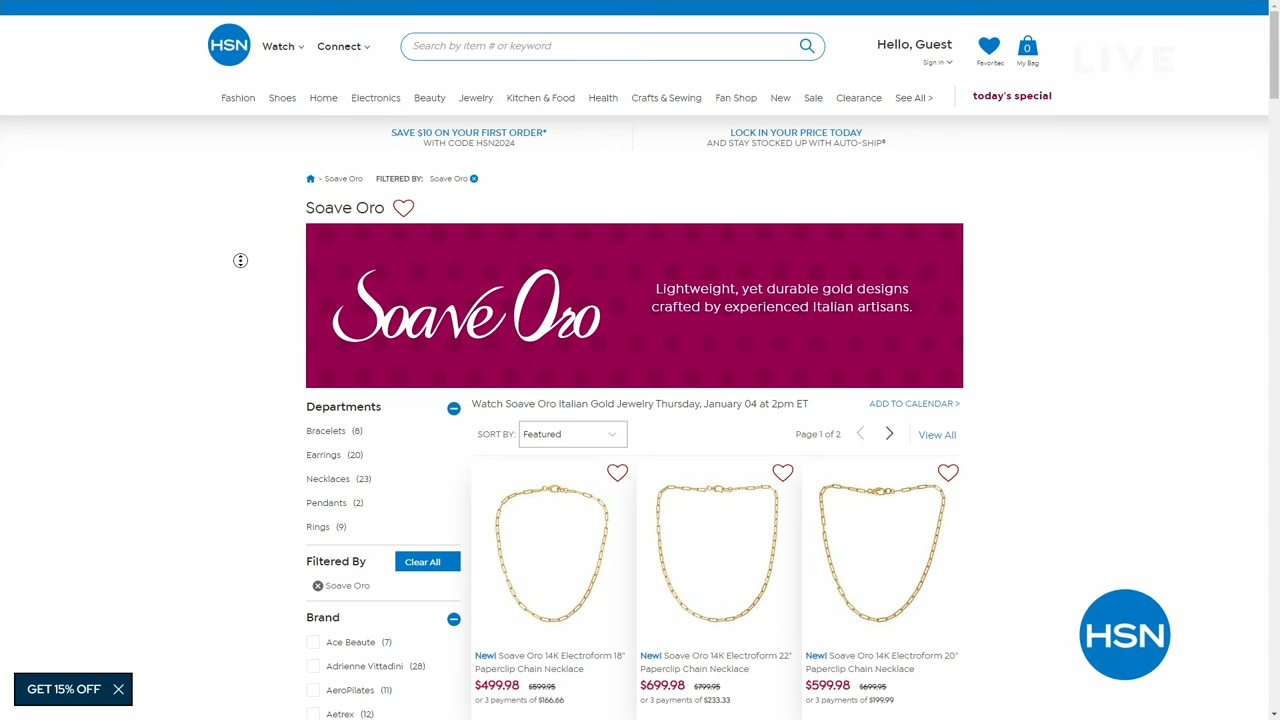 HSN
Watch
Connect
Search by item # or keyword
Hello, Guest
Sign In
Favorites
0
My Bag
LIVE
Fashion Shoes Home Electronics Beauty Jewelry Kitchen & Food Health Crafts & Sewing Fan Shop New Sale Clearance See All >
today's special
SAVE $10 ON YOUR FIRST ORDER*
WITH CODE HSN2024
LOCK IN YOUR PRICE TODAY
AND STAY STOCKED UP WITH AUTO-SHIP®
> Soave Oro FILTERED BY: Soave Oro
Soave Oro
Soave Oro
Lightweight, yet durable gold designs
crafted by experienced Italian artisans.
Departments
Bracelets (8)
Earrings (20)
Necklaces (23)
Pendants (2)
Rings (9)
Filtered By
Clear All
Soave Oro
Brand
Ace Beaute (7)
Adrienne Vittadini (28)
AeroPilates (11)
Aetrex (12)
Watch Soave Oro Italian Gold Jewelry Thursday, January 04 at 2pm ET
ADD TO CALENDAR >
SORT BY: Featured
Page 1 of 2
View All
New! Soave Oro 14K Electroform 18"
Paperclip Chain Necklace
$499.98 $599.95
or 3 payments of $166.66
New! Soave Oro 14K Electroform 22"
Paperclip Chain Necklace
$699.98 $799.95
or 3 payments of $233.33
New! Soave Oro 14K Electroform 20"
Paperclip Chain Necklace
$599.98 $699.95
or 3 payments of $199.99
HSN
GET 15% OFF